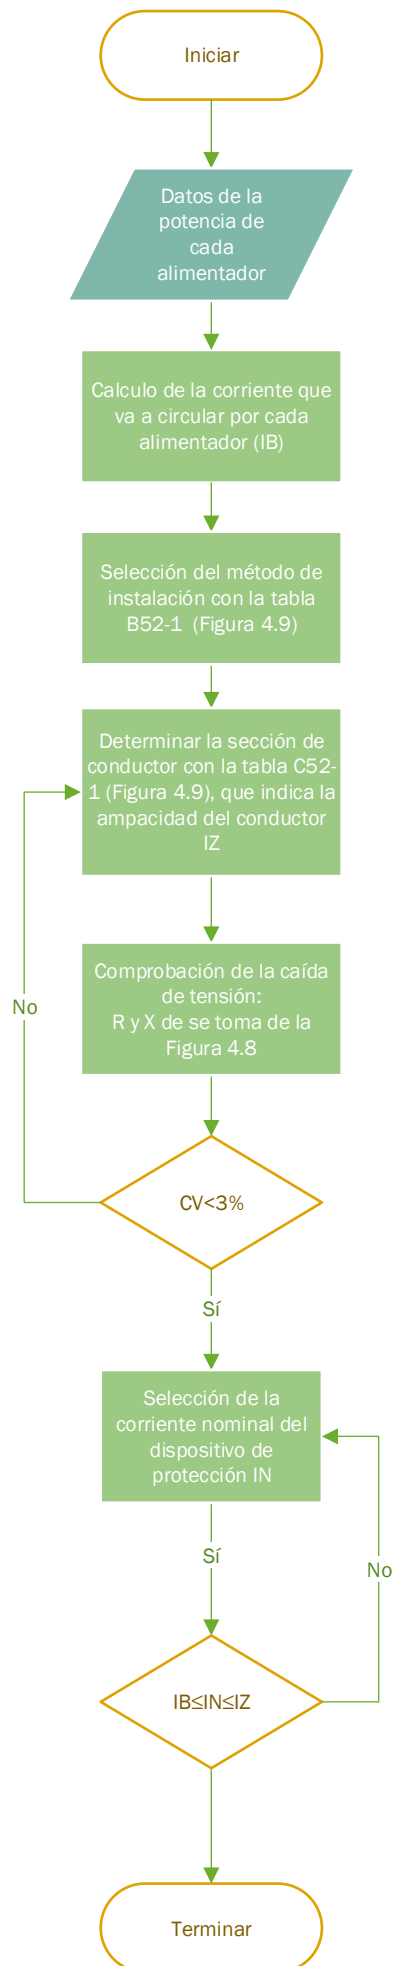 Iniciar
Datos de la
potencia de
cada
alimentador
Calculo de la corriente que
va a circular por cada
alimentador (IB)
Selección del método de
instalación con la tabla
B52-1 (Figura 4.9)
Determinar la sección de
conductor con la tabla C52-
1 (Figura 4.9), que indica la
ampacidad del conductor
IZ
Comprobación de la caída
de tensión:
R y X de se toma de la
Figura 4.8
No
CV<3%
Sí
Selección de la
corriente nominal del
dispositivo de
protección IN
Sí
No
IB≤IN≤IZ
Terminar